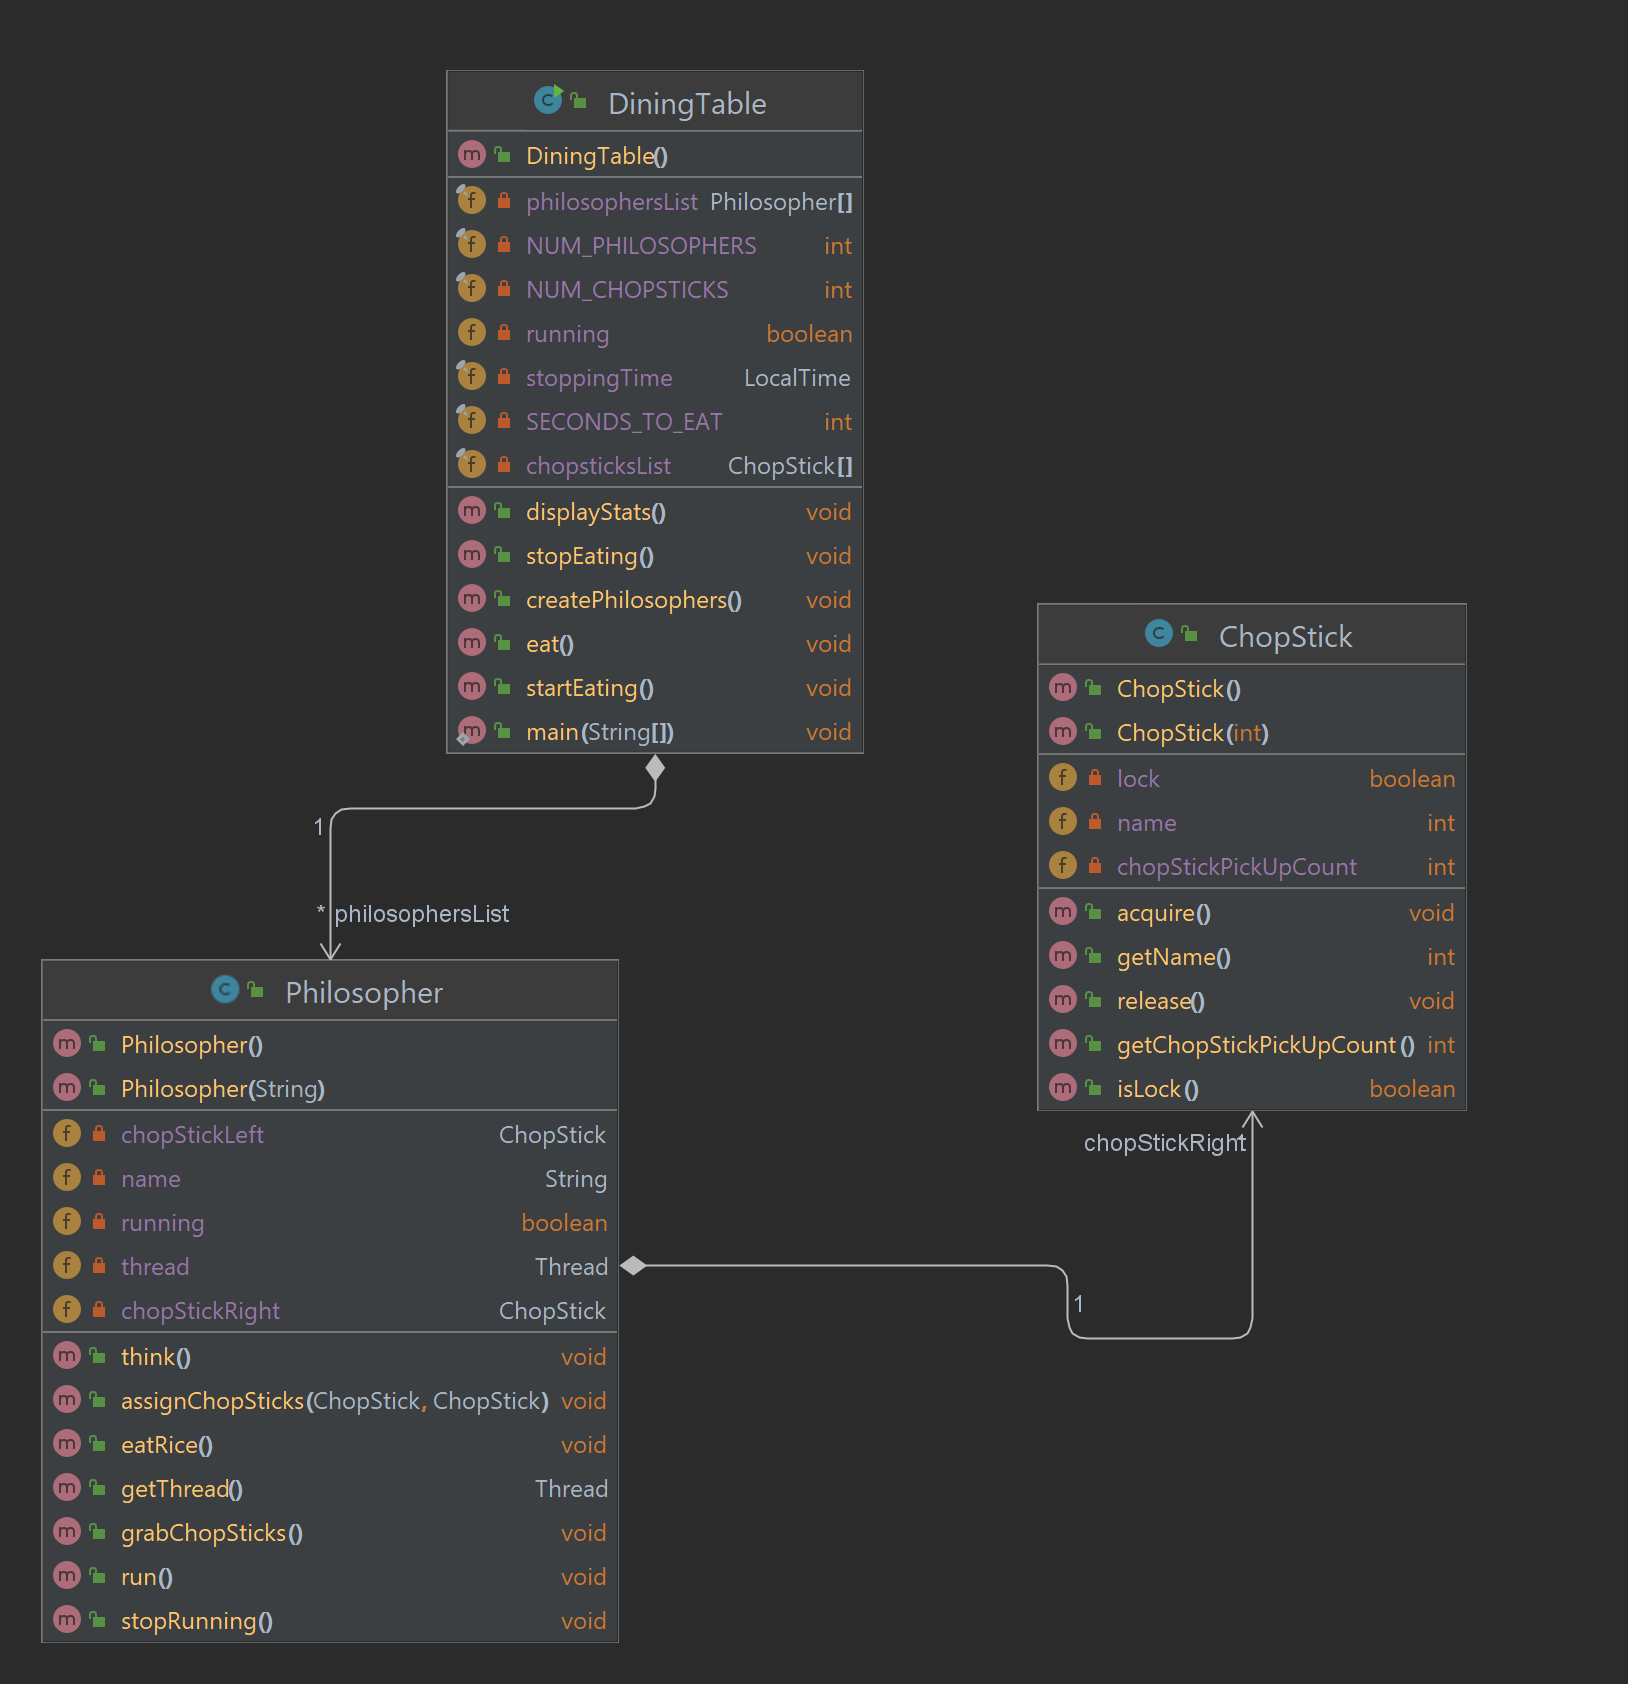 DiningTable
DiningTable()
philosophersList Philosopher[]
NUM_PHILOSOPHERS int
NUM_CHOPSTICKS int
running boolean
stoppingTime LocalTime
SECONDS_TO_EAT int
chopsticksList ChopStick[]
displayStats() void
stopEating() void
createPhilosophers() void
eat() void
startEating() void
main(String[]) void
1
* philosophersList
ChopStick
ChopStick()
ChopStick(int)
lock boolean
name int
chopStickPickUpCount int
acquire() void
getName() int
release() void
getChopStickPickUpCount() int
isLock() boolean
chopStickRight
1
1
Philosopher
Philosopher()
Philosopher(String)
chopStickLeft ChopStick
name String
running boolean
thread Thread
chopStickRight ChopStick
think() void
assignChopSticks(ChopStick, ChopStick) void
eatRice() void
getThread() Thread
grabChopSticks() void
run() void
stopRunning() void